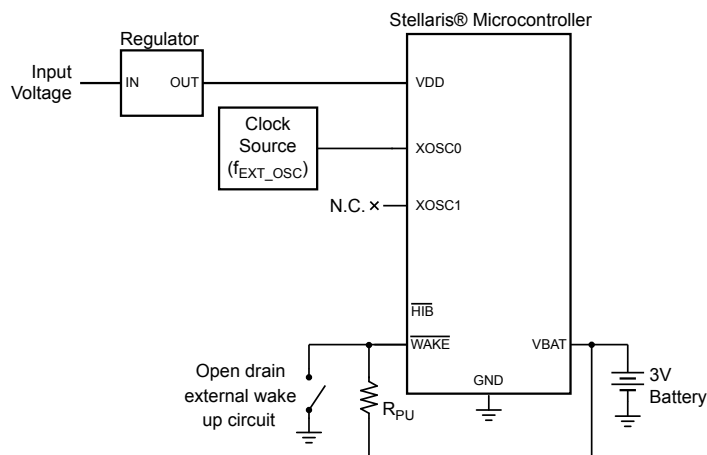 Stellaris® Microcontroller
Regulator
Input
Voltage
IN
OUT
VDD
Clock
Source
(fEXT_OSC)
XOSC0
N.C.
XOSC1
HIB
WAKE
VBAT
Open drain
external wake
up circuit
RPU
GND
3V
Battery